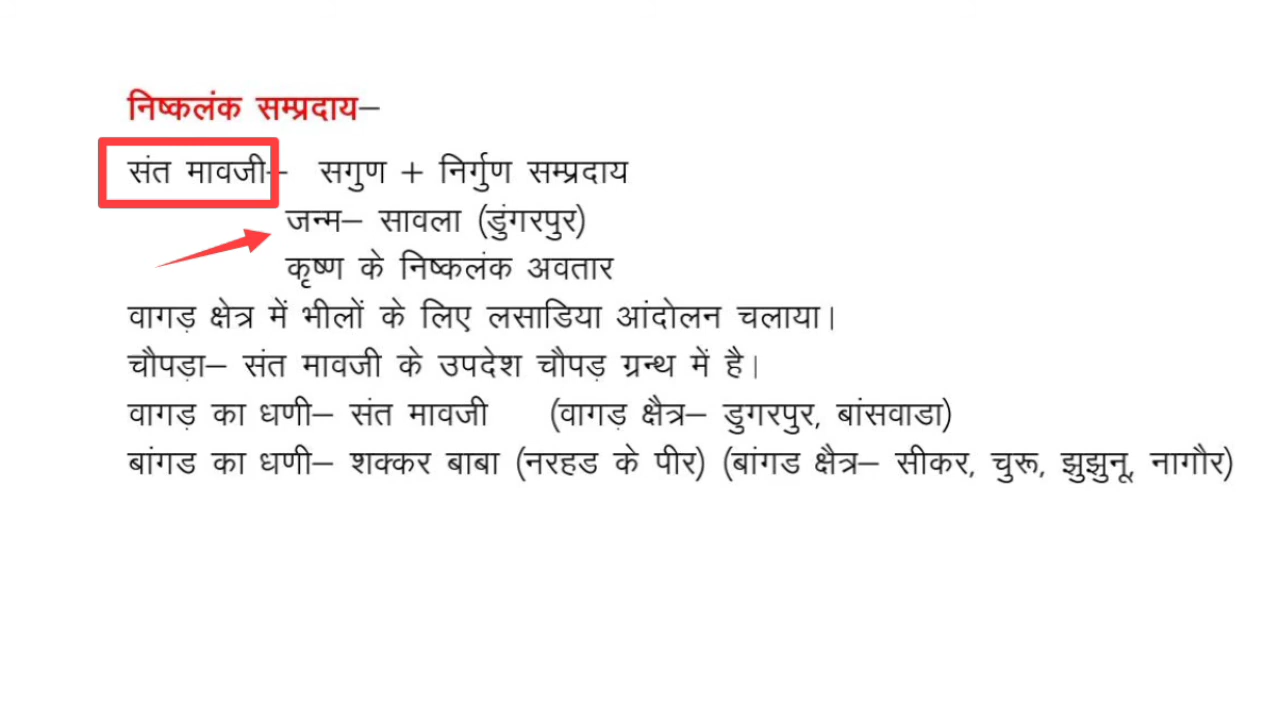 निष्कलंक सम्प्रदाय–
संत मावजी– सगुण + निर्गुण सम्प्रदाय
जन्म– सावला (डुंगरपुर)
कृष्ण के निष्कलंक अवतार
वागड़ क्षेत्र में भीलों के लिए लसाडिया आंदोलन चलाया।
चौपड़ा– संत मावजी के उपदेश चौपड़ ग्रन्थ में है।
वागड़ का धणी– संत मावजी (वागड़ क्षैत्र– डुगरपुर, बांसवाडा)
बांगड का धणी– शक्कर बाबा (नरहड के पीर) (बांगड क्षैत्र– सीकर, चुरू, झुझुनू, नागौर)